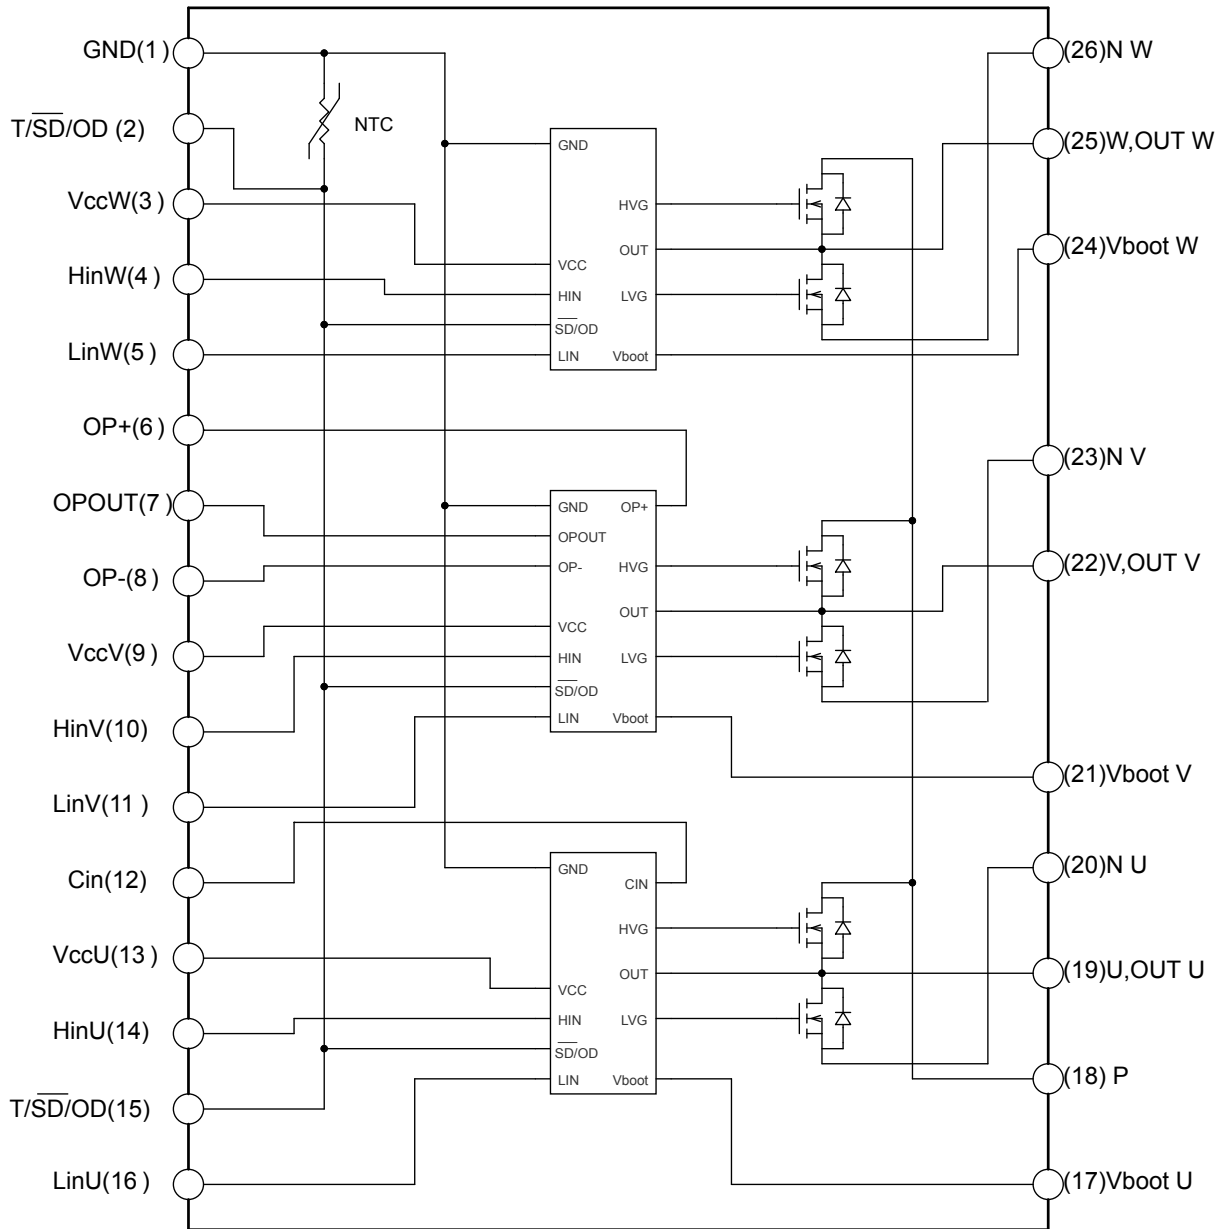 GND(1)
T/SD/OD (2)
VccW(3 )
HinW(4 )
LinW(5 )
OP+(6 )
OPOUT(7 )
OP-(8)
VccV(9 )
HinV(10)
LinV(11 )
Cin(12)
VccU(13 )
HinU(14)
T/SD/OD(15)
LinU(16 )
NTC
GND
HVG
OUT
VCC
HIN
LVG
SD/OD
LIN
Vboot
GND
OP+
OPOUT
OP-
HVG
OUT
VCC
HIN
LVG
SD/OD
LIN
Vboot
GND
CIN
HVG
OUT
VCC
HIN
LVG
SD/OD
LIN
Vboot
(26)N W
(25)W,OUT W
(24)Vboot W
(23)N V
(22)V,OUT V
(21)Vboot V
(20)N U
(19)U,OUT U
(18) P
(17)Vboot U